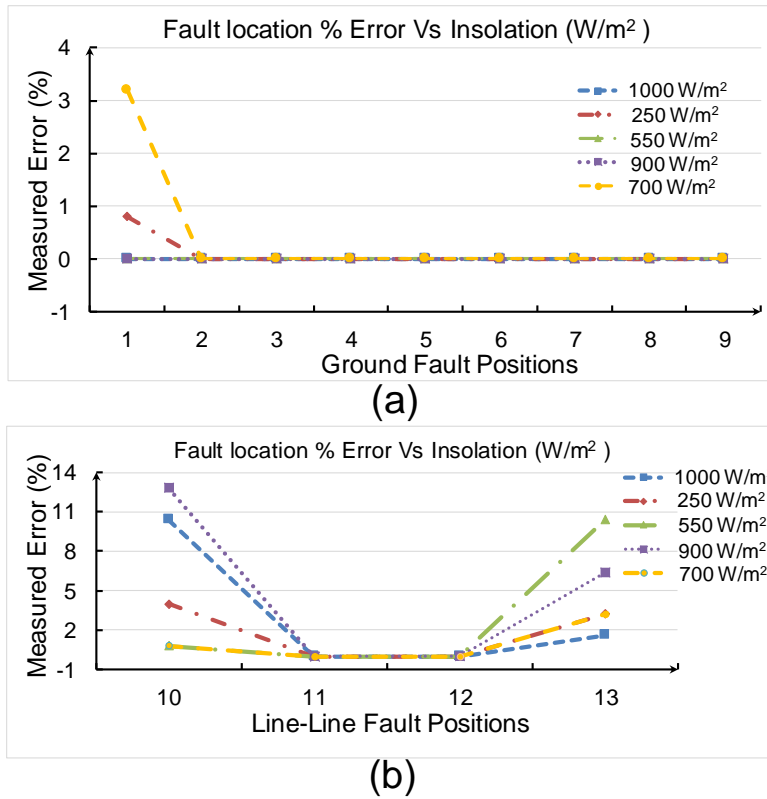 Fault location % Error Vs Insolation (W/m² )
4
3
2
1
0
-1
Measured Error (%)
1000 W/m²
250 W/m²
550 W/m²
900 W/m²
700 W/m²
1 2 3 4 5 6 7 8 9
Ground Fault Positions
(a)
Fault location % Error Vs Insolation (W/m² )
14
11
8
5
2
-1
Measured Error (%)
1000 W/m
250 W/m²
550 W/m²
900 W/m²
700 W/m²
10 11 12 13
Line-Line Fault Positions
(b)